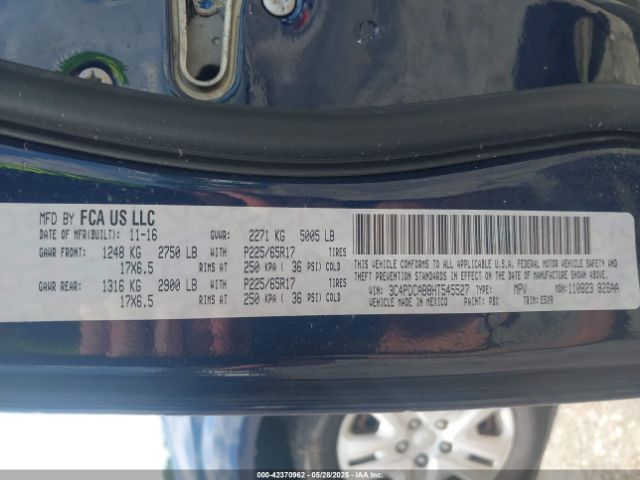 MFD BY FCA US LLC
DATE OF MFR(BUILT): 11-16 GVWR: 2271 KG 5005 LB
GAWR FRONT: 1248 KG 2750 LB WITH P225/65R17 TIRES
17X6.5 RIMS AT 250 KPA ( 36 PSI) COLD
GAWR REAR: 1316 KG 2900 LB WITH P225/65R17 TIRES
17X6.5 RIMS AT 250 KPA ( 36 PSI) COLD
THIS VEHICLE CONFORMS TO ALL APPLICABLE U.S.A. FEDERAL MOTOR VEHICLE SAFETY AND
THEFT PREVENTION STANDARDS IN EFFECT ON THE DATE OF MANUFACTURE SHOWN ABOVE.
VIN: 3C4PDCAB8HT545527 TYPE: MPV MDH: 110823 826AA
VEHICLE MADE IN MEXICO PAINT: PBX TRIM: E5X9
000-42370962 - 05/28/2025 - IAAI.COM